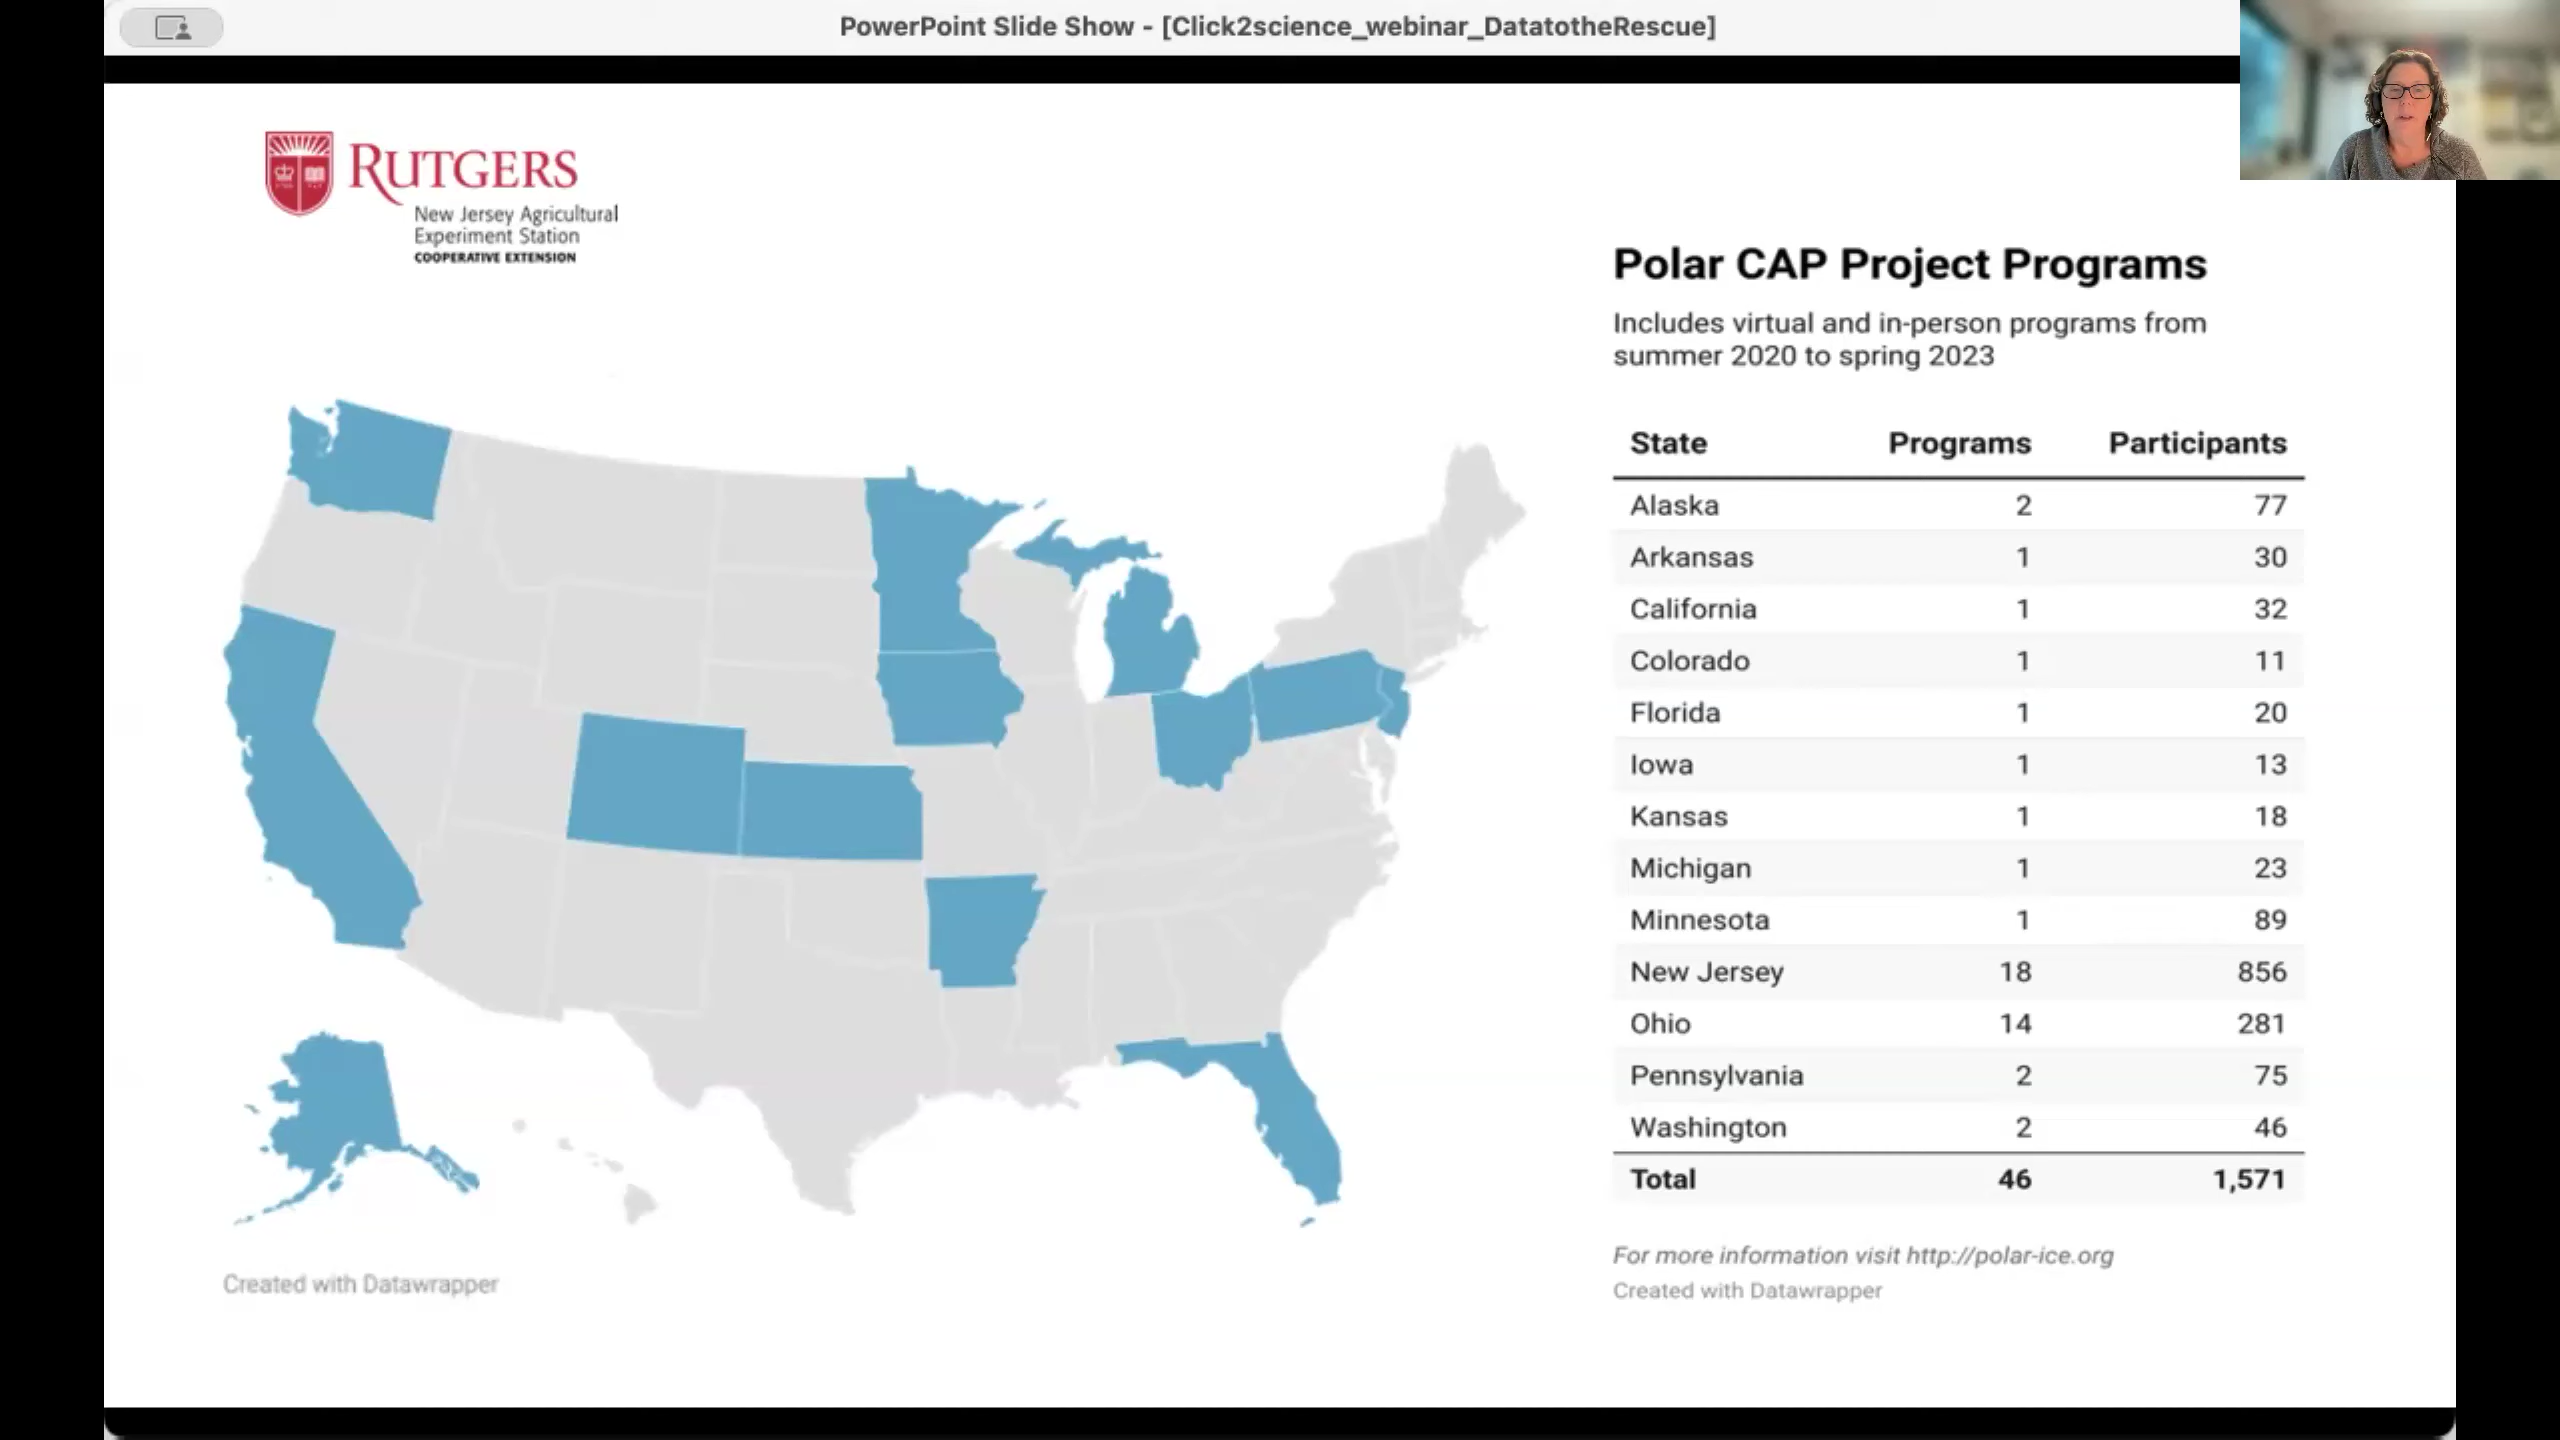 PowerPoint Slide Show - [Click2science_webinar_DatatotheRescue]
RUTGERS
New Jersey Agricultural
Experiment Station
COOPERATIVE EXTENSION
Polar CAP Project Programs
Includes virtual and in-person programs from
summer 2020 to spring 2023
State Programs Participants
Alaska 2 77
Arkansas 1 30
California 1 32
Colorado 1 11
Florida 1 20
Iowa 1 13
Kansas 1 18
Michigan 1 23
Minnesota 1 89
New Jersey 18 856
Ohio 14 281
Pennsylvania 2 75
Washington 2 46
Total 46 1,571
For more information visit http://polar-ice.org
Created with Datawrapper
Created with Datawrapper